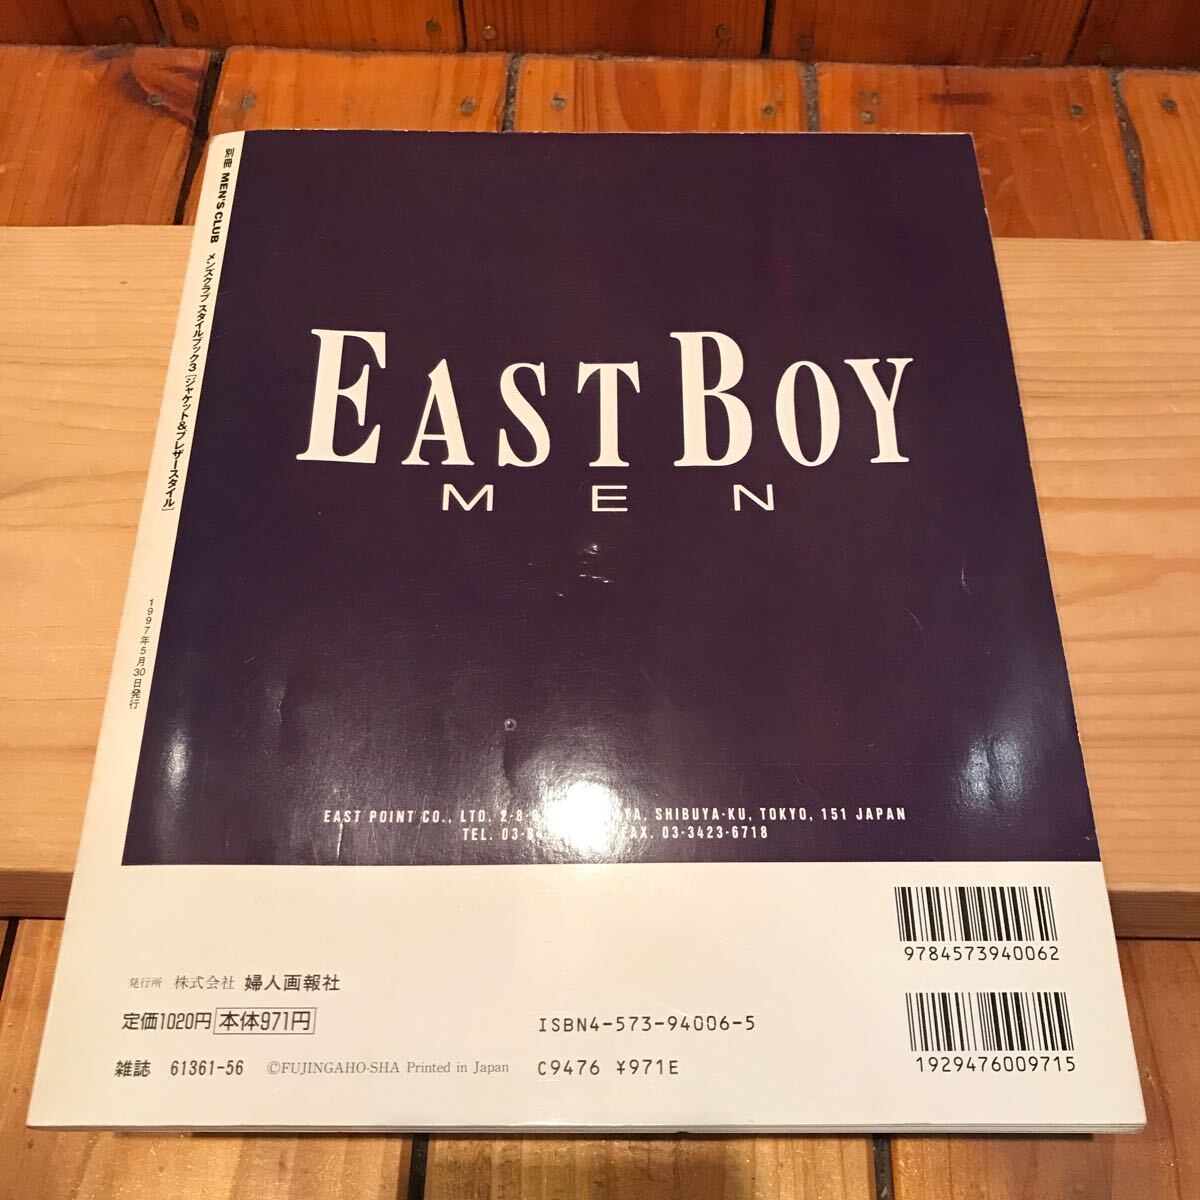 別冊 MEN'S CLUB メンズクラブ スタイルブック3 [ジャケット&ブレザースタイル]
1997年5月30日発行
EAST BOY
MEN
EAST POINT CO., LTD. 2-8- SHIBUYA-KU, TOKYO, 151 JAPAN
TEL. 03- FAX. 03-3423-6718
9784573940062
発行所 株式会社 婦人画報社
定価1020円 本体971円
ISBN4-573-94006-5
雑誌 61361-56 ©FUJINGAHO-SHA Printed in Japan C9476 ¥971E
1929476009715